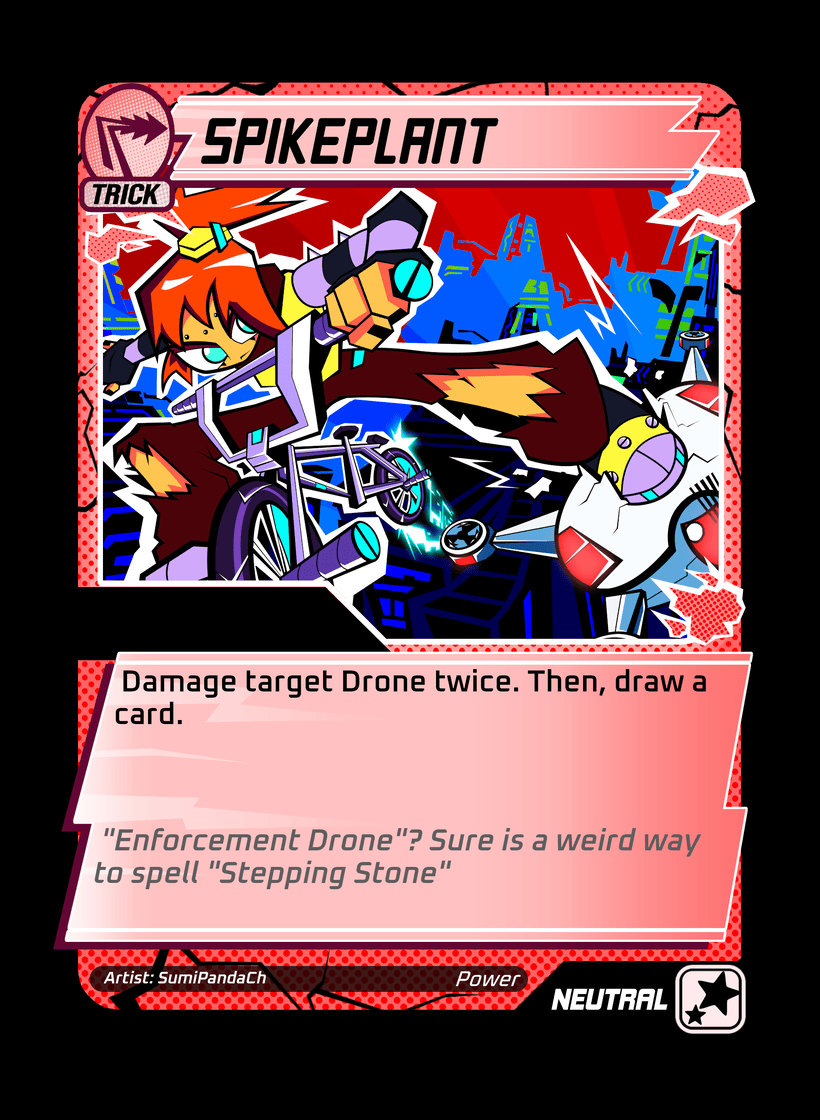 SPIKEPLANT
TRICK
Damage target Drone twice. Then, draw a
card.
"Enforcement Drone"? Sure is a weird way
to spell "Stepping Stone"
Artist: SumiPandaCh
Power
NEUTRAL